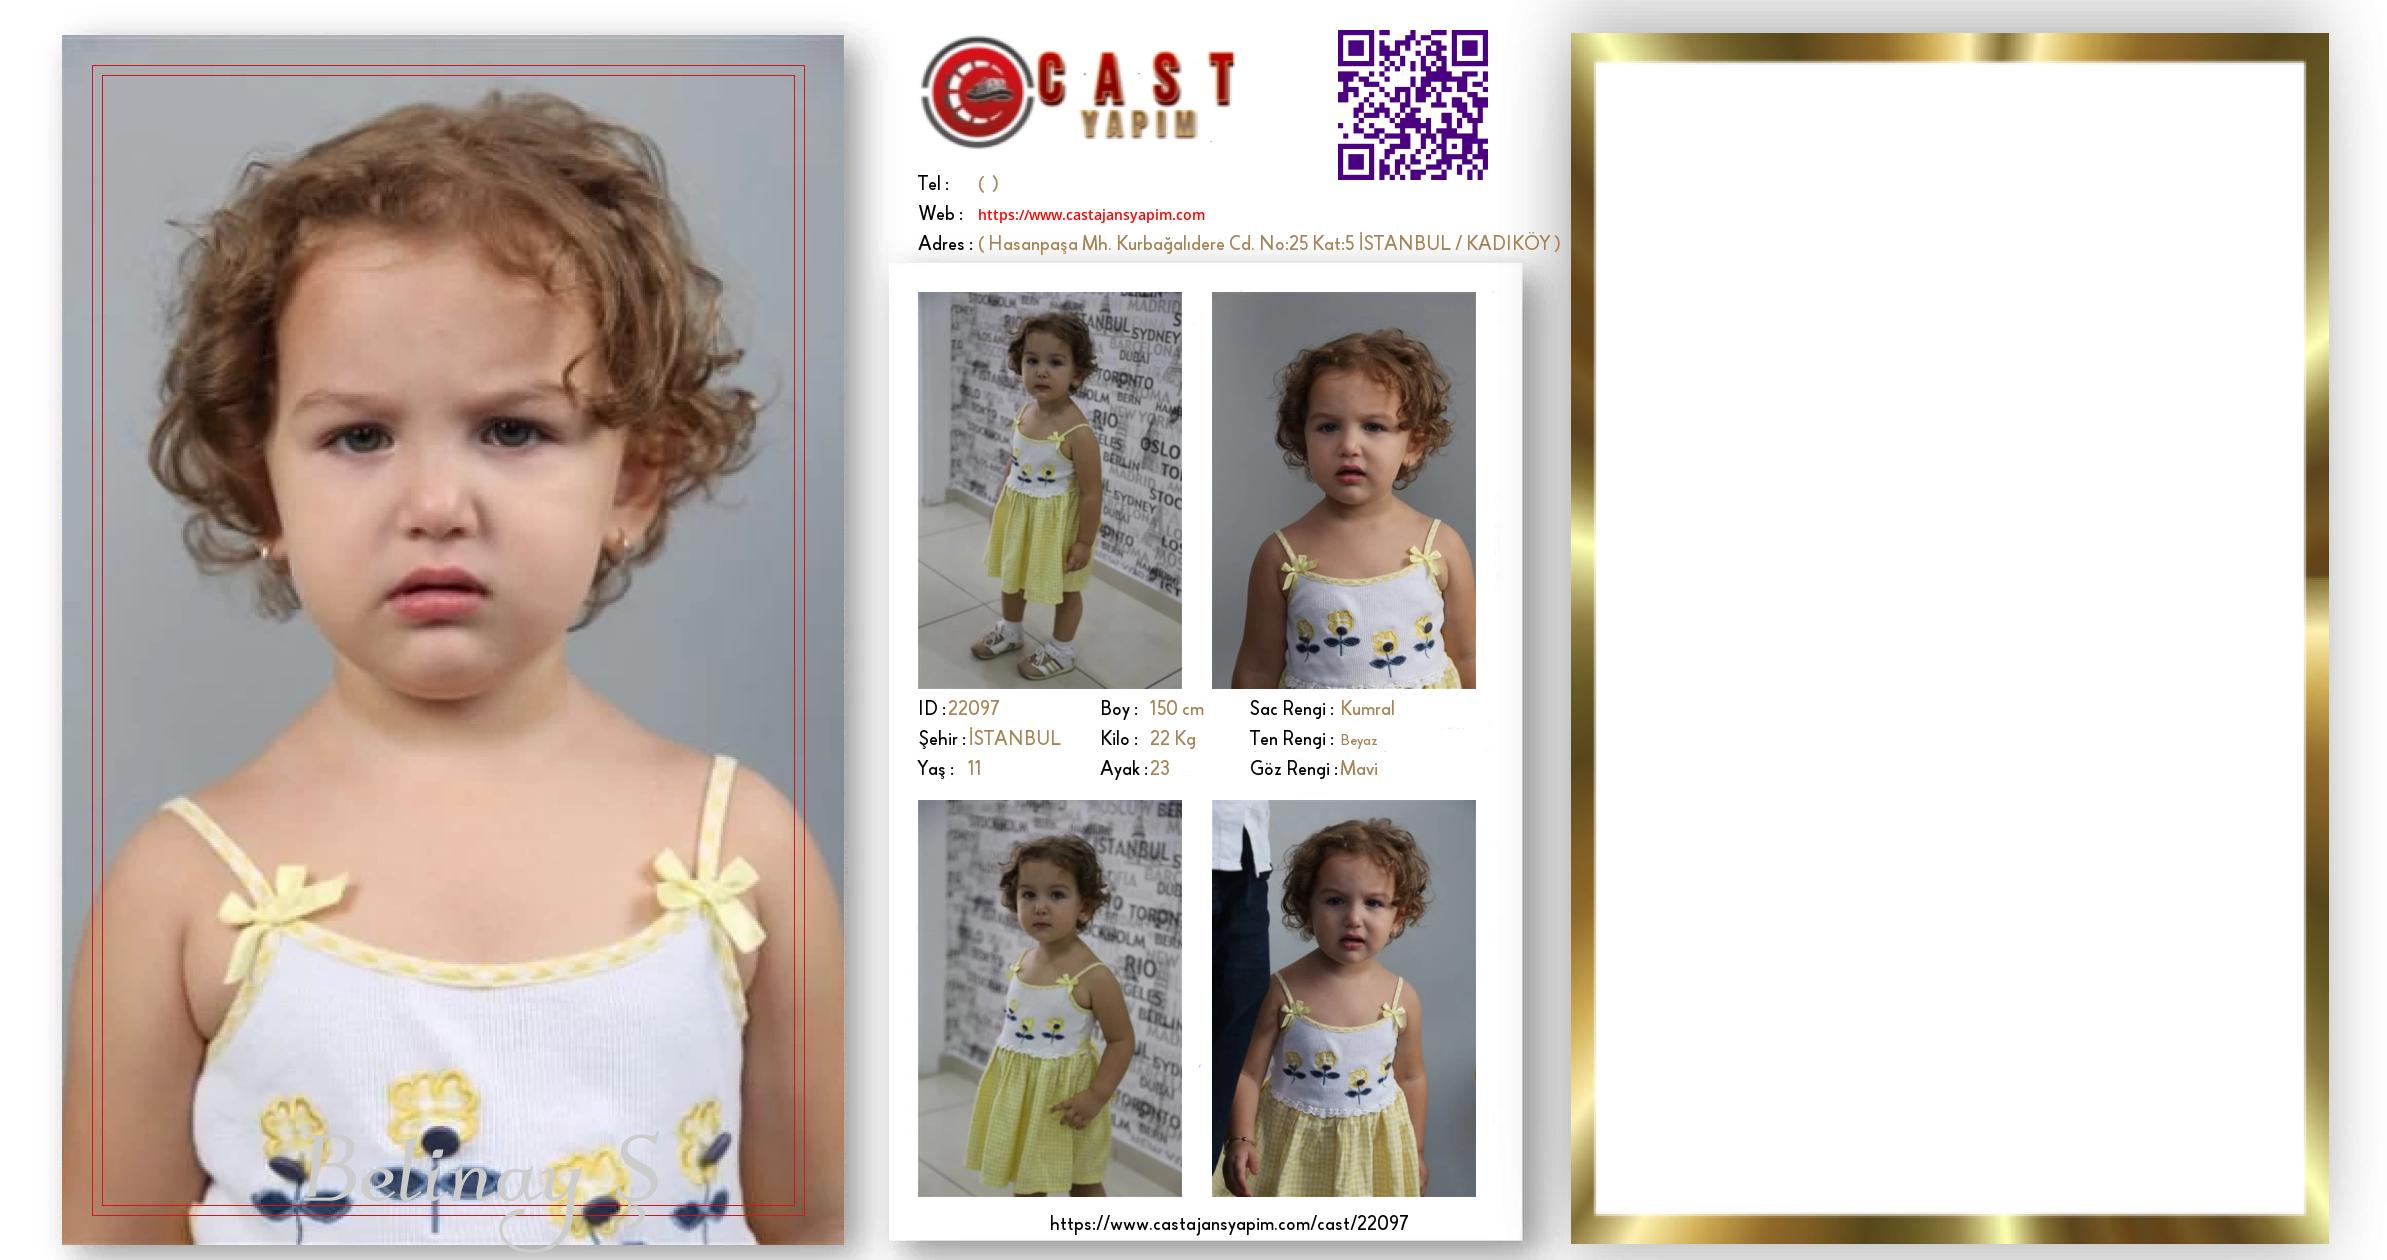 Belinay S
CAST
YAPIM
Tel : ( )
Web : https://www.castajansyapim.com
Adres : ( Hasanpaşa Mh. Kurbağalıdere Cd. No:25 Kat:5 İSTANBUL / KADIKÖY )
ID : 22097 Boy : 150 cm Sac Rengi : Kumral
Şehir : İSTANBUL Kilo : 22 Kg Ten Rengi : Beyaz
Yaş : 11 Ayak : 23 Göz Rengi : Mavi
https://www.castajansyapim.com/cast/22097